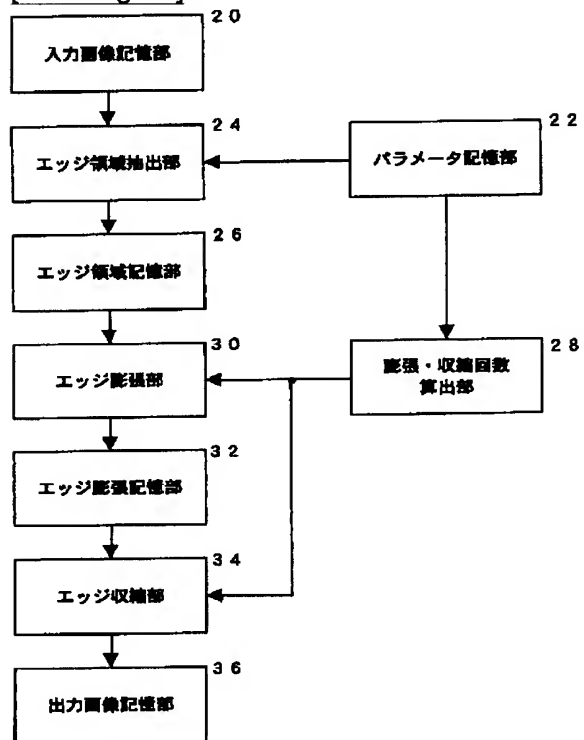 20
入力画像記憶部
24
エッジ領域抽出部
22
パラメータ記憶部
26
エッジ領域記憶部
30
エッジ膨張部
28
膨張・収縮回数
算出部
32
エッジ膨張記憶部
34
エッジ収縮部
36
出力画像記憶部